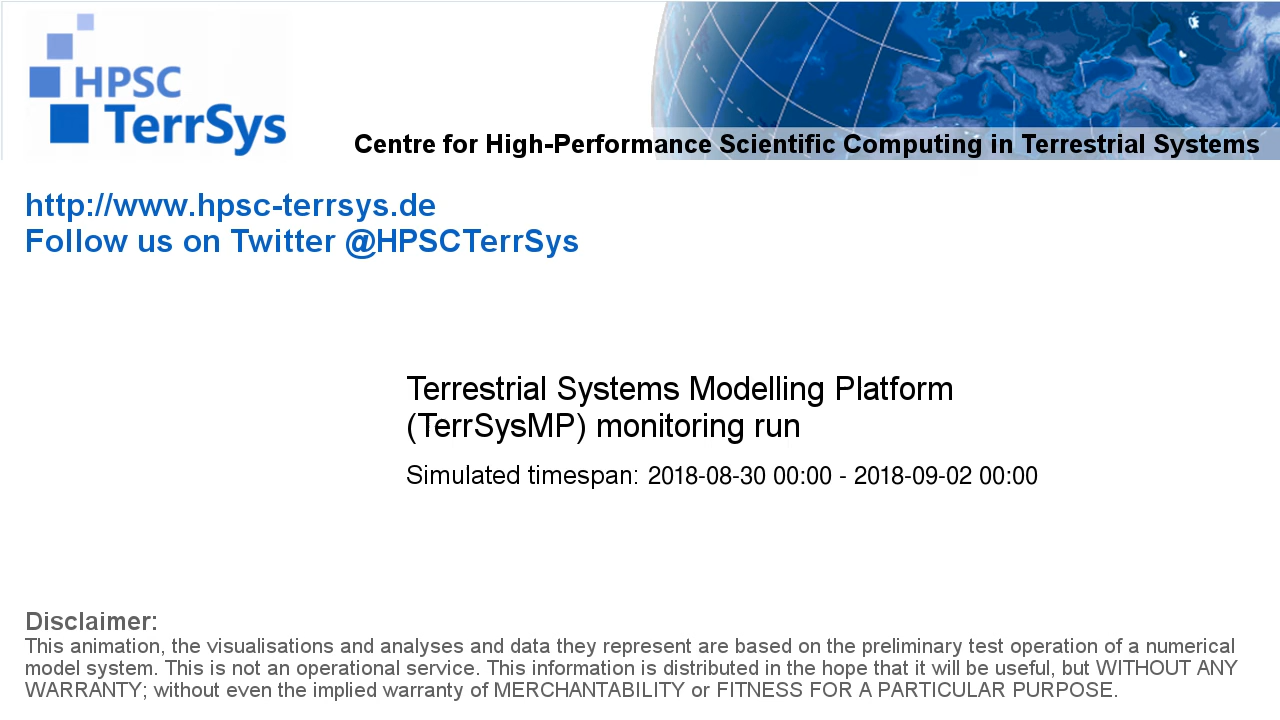 HPSC
TerrSys
Centre for High-Performance Scientific Computing in Terrestrial Systems
http://www.hpsc-terrsys.de
Follow us on Twitter @HPSCTerrSys
Terrestrial Systems Modelling Platform
(TerrSysMP) monitoring run
Simulated timespan: 2018-08-30 00:00 - 2018-09-02 00:00
Disclaimer:
This animation, the visualisations and analyses and data they represent are based on the preliminary test operation of a numerical
model system. This is not an operational service. This information is distributed in the hope that it will be useful, but WITHOUT ANY
WARRANTY; without even the implied warranty of MERCHANTABILITY or FITNESS FOR A PARTICULAR PURPOSE.